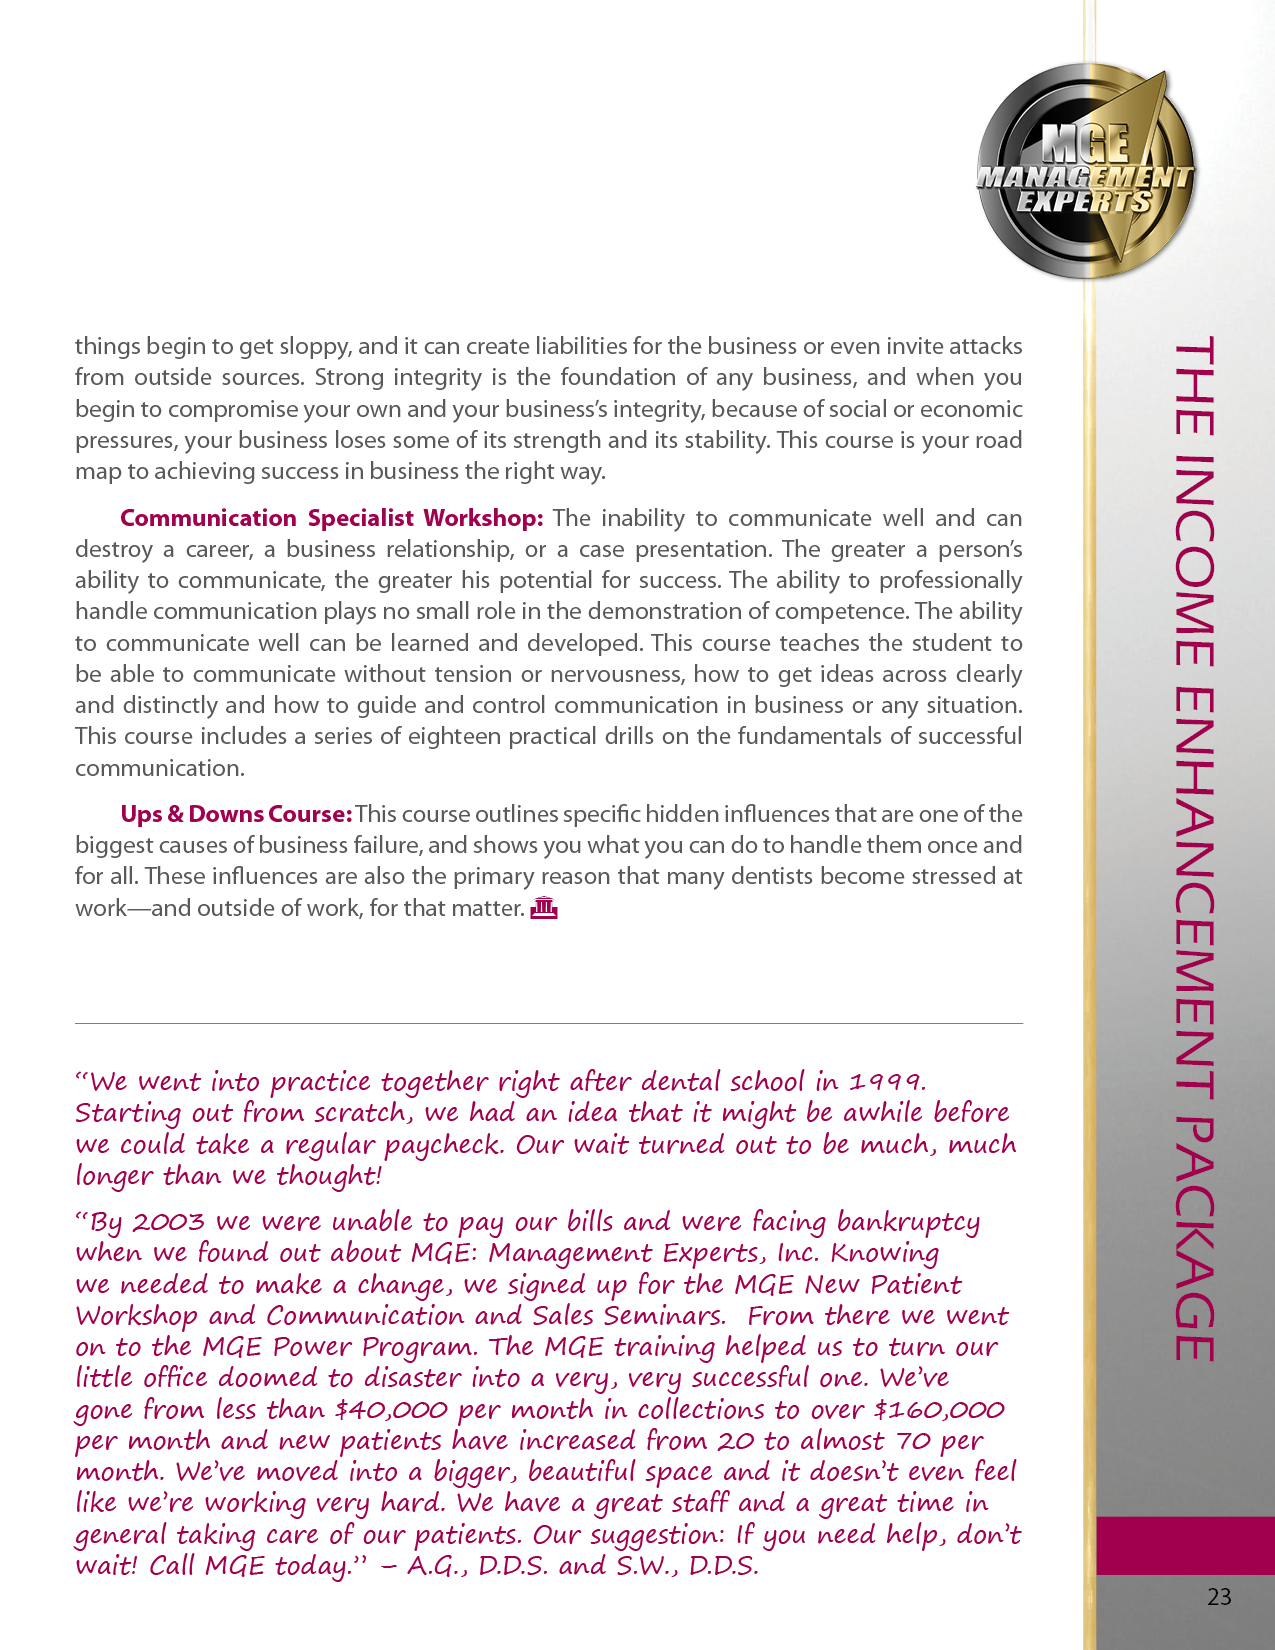 MGE
MANAGEMENT
EXPERTS
things begin to get sloppy, and it can create liabilities for the business or even invite attacks
from outside sources. Strong integrity is the foundation of any business, and when you
begin to compromise your own and your business’s integrity, because of social or economic
pressures, your business loses some of its strength and its stability. This course is your road
map to achieving success in business the right way.
Communication Specialist Workshop: The inability to communicate well and can
destroy a career, a business relationship, or a case presentation. The greater a person’s
ability to communicate, the greater his potential for success. The ability to professionally
handle communication plays no small role in the demonstration of competence. The ability
to communicate well can be learned and developed. This course teaches the student to
be able to communicate without tension or nervousness, how to get ideas across clearly
and distinctly and how to guide and control communication in business or any situation.
This course includes a series of eighteen practical drills on the fundamentals of successful
communication.
Ups & Downs Course: This course outlines specific hidden influences that are one of the
biggest causes of business failure, and shows you what you can do to handle them once and
for all. These influences are also the primary reason that many dentists become stressed at
work—and outside of work, for that matter.
“We went into practice together right after dental school in 1999.
Starting out from scratch, we had an idea that it might be awhile before
we could take a regular paycheck. Our wait turned out to be much, much
longer than we thought!
“By 2003 we were unable to pay our bills and were facing bankruptcy
when we found out about MGE: Management Experts, Inc. Knowing
we needed to make a change, we signed up for the MGE New Patient
Workshop and Communication and Sales Seminars. From there we went
on to the MGE Power Program. The MGE training helped us to turn our
little office doomed to disaster into a very, very successful one. We’ve
gone from less than $40,000 per month in collections to over $160,000
per month and new patients have increased from 20 to almost 70 per
month. We’ve moved into a bigger, beautiful space and it doesn’t even feel
like we’re working very hard. We have a great staff and a great time in
general taking care of our patients. Our suggestion: If you need help, don’t
wait! Call MGE today.” – A.G., D.D.S. and S.W., D.D.S.
THE INCOME ENHANCEMENT PACKAGE
23